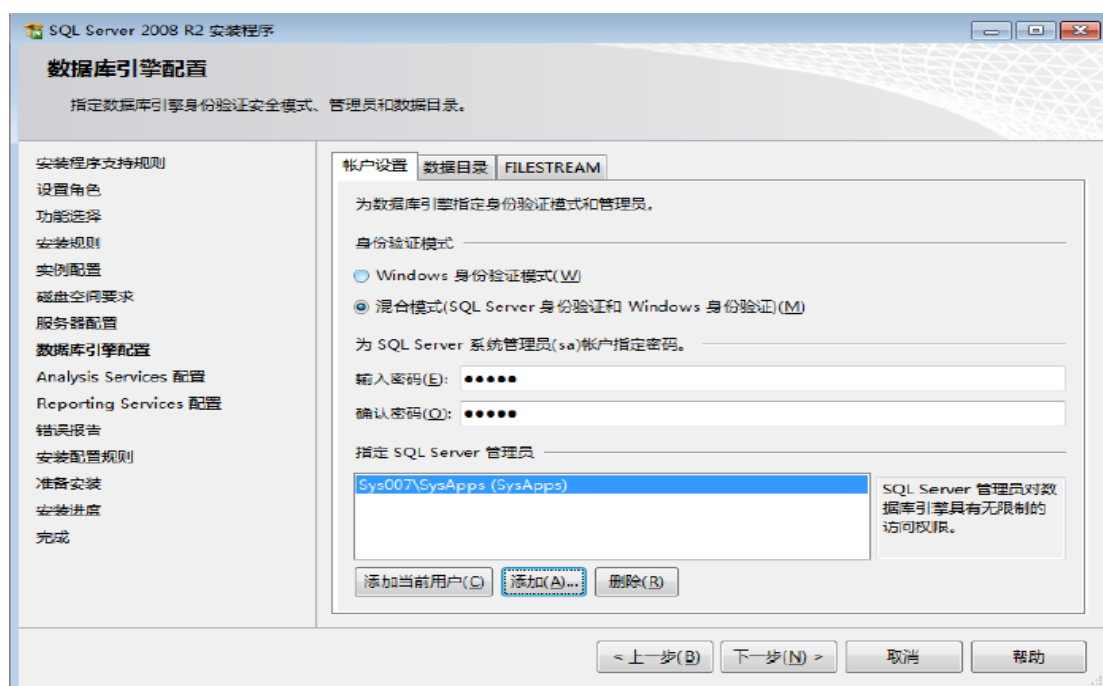 SQL Server 2008 R2 安装程序
数据库引擎配置
指定数据库引擎身份验证安全模式、管理员和数据目录。
安装程序支持规则
设置角色
功能选择
安装规则
实例配置
磁盘空间要求
服务器配置
数据库引擎配置
Analysis Services 配置
Reporting Services 配置
错误报告
安装配置规则
准备安装
安装进度
完成
帐户设置 数据目录 FILESTREAM
为数据库引擎指定身份验证模式和管理员。
身份验证模式
Windows 身份验证模式(W)
混合模式(SQL Server 身份验证和 Windows 身份验证)(M)
为 SQL Server 系统管理员(sa)帐户指定密码。
输入密码(E): ●●●●●
确认密码(O): ●●●●●
指定 SQL Server 管理员
Sys007\SysApps (SysApps)
SQL Server 管理员对数
据库引擎具有无限制的
访问权限。
添加当前用户(C) 添加(A)... 删除(R)
< 上一步(B) 下一步(N) > 取消 帮助